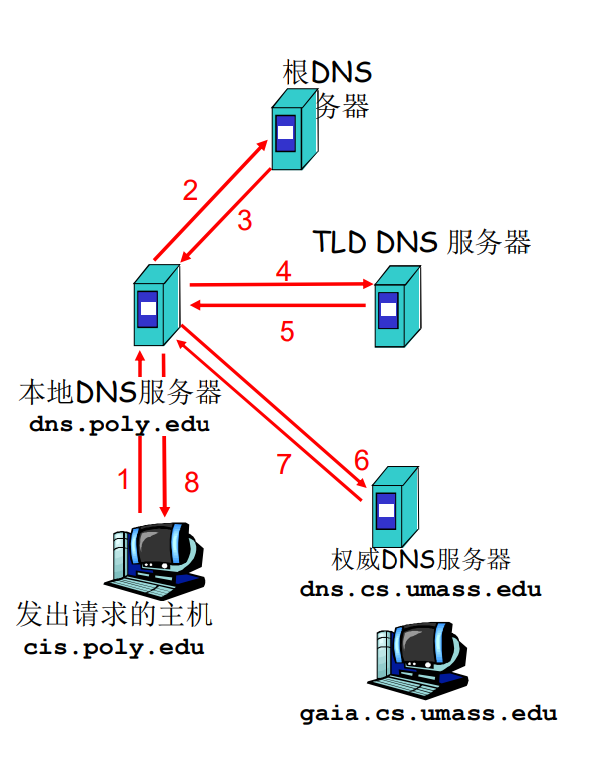 根DNS
务器
2
3
TLD DNS 服务器
4
5
本地DNS服务器
dns.poly.edu
6
7
1
8
权威DNS服务器
dns.cs.umass.edu
发出请求的主机
cis.poly.edu
gaia.cs.umass.edu